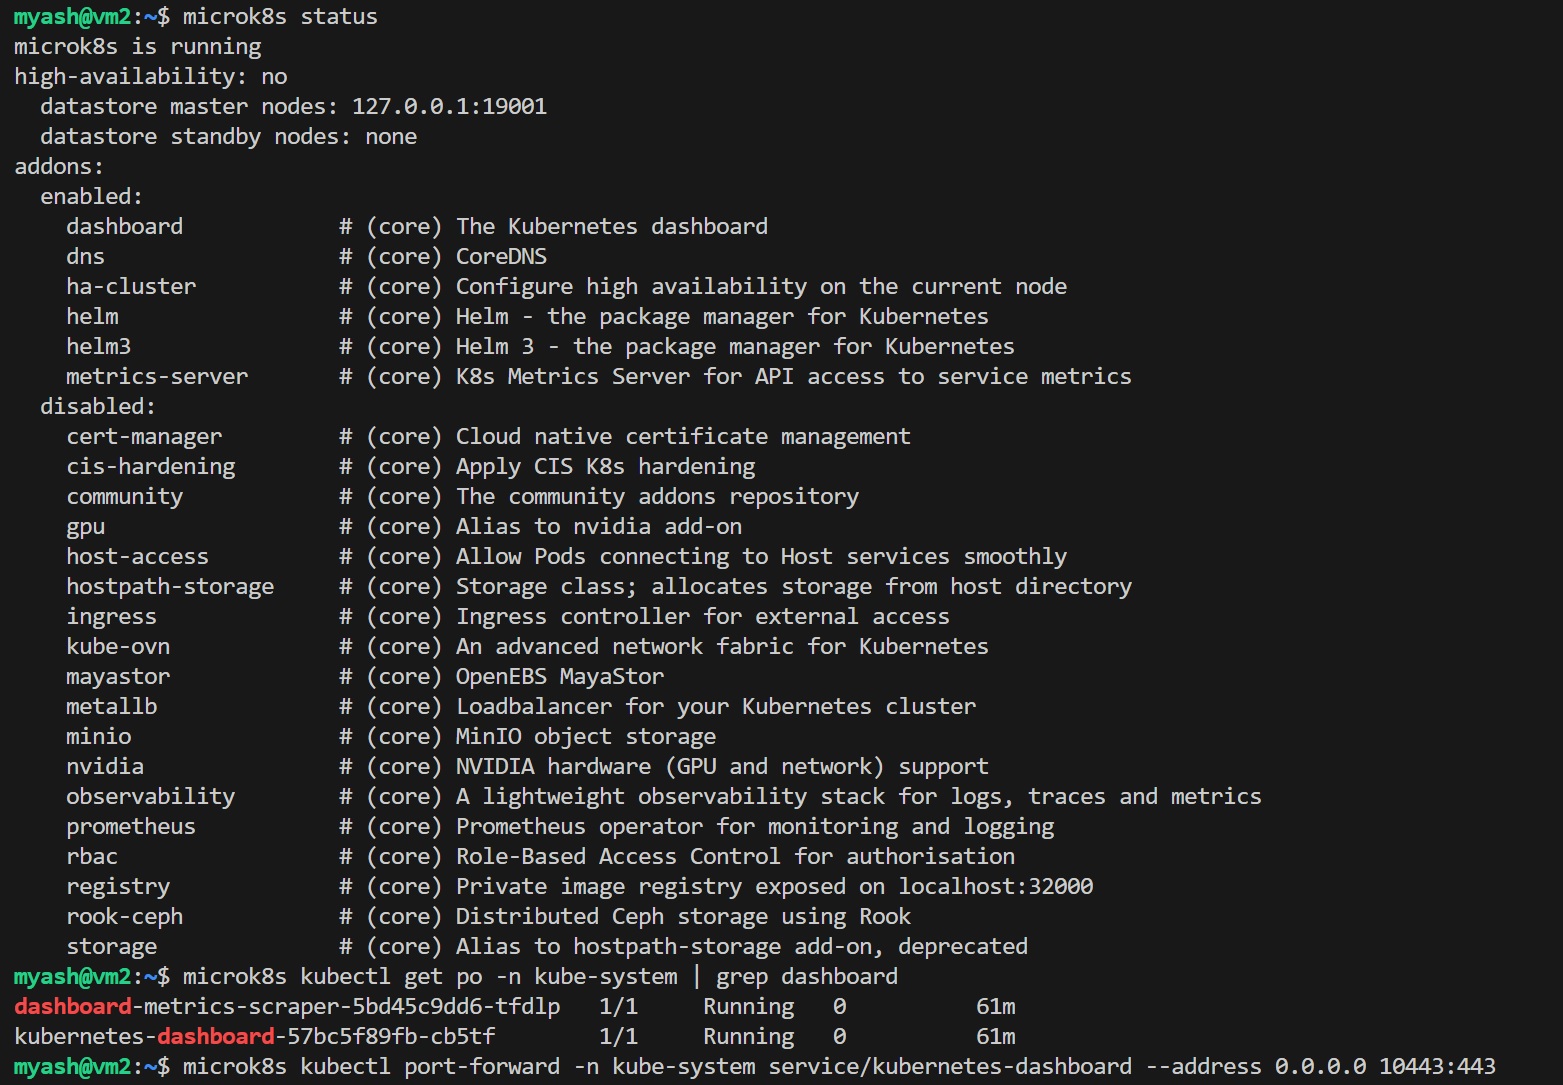 myash@vm2:~$ microk8s status
microk8s is running
high-availability: no
  datastore master nodes: 127.0.0.1:19001
  datastore standby nodes: none
addons:
  enabled:
    dashboard            # (core) The Kubernetes dashboard
    dns                  # (core) CoreDNS
    ha-cluster           # (core) Configure high availability on the current node
    helm                 # (core) Helm - the package manager for Kubernetes
    helm3                # (core) Helm 3 - the package manager for Kubernetes
    metrics-server       # (core) K8s Metrics Server for API access to service metrics
  disabled:
    cert-manager         # (core) Cloud native certificate management
    cis-hardening        # (core) Apply CIS K8s hardening
    community            # (core) The community addons repository
    gpu                  # (core) Alias to nvidia add-on
    host-access          # (core) Allow Pods connecting to Host services smoothly
    hostpath-storage     # (core) Storage class; allocates storage from host directory
    ingress              # (core) Ingress controller for external access
    kube-ovn             # (core) An advanced network fabric for Kubernetes
    mayastor             # (core) OpenEBS MayaStor
    metallb              # (core) Loadbalancer for your Kubernetes cluster
    minio                # (core) MinIO object storage
    nvidia               # (core) NVIDIA hardware (GPU and network) support
    observability        # (core) A lightweight observability stack for logs, traces and metrics
    prometheus           # (core) Prometheus operator for monitoring and logging
    rbac                 # (core) Role-Based Access Control for authorisation
    registry             # (core) Private image registry exposed on localhost:32000
    rook-ceph            # (core) Distributed Ceph storage using Rook
    storage              # (core) Alias to hostpath-storage add-on, deprecated
myash@vm2:~$ microk8s kubectl get po -n kube-system | grep dashboard
dashboard-metrics-scraper-5bd45c9dd6-tfdlp   1/1     Running   0          61m
kubernetes-dashboard-57bc5f89fb-cb5tf        1/1     Running   0          61m
myash@vm2:~$ microk8s kubectl port-forward -n kube-system service/kubernetes-dashboard --address 0.0.0.0 10443:443